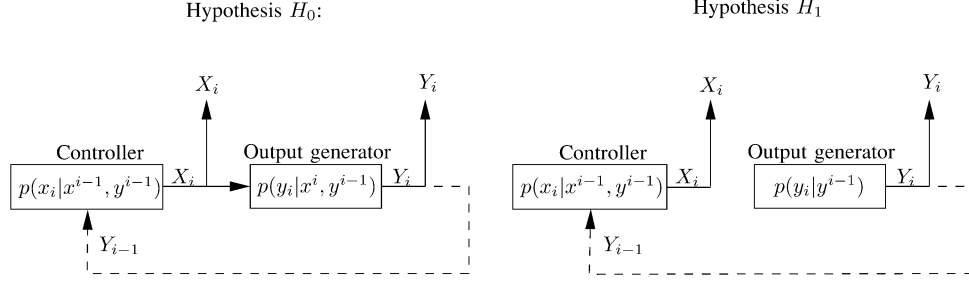 Hypothesis H_0:
Hypothesis H_1
X_i
Y_i
X_i
Y_i
Controller
Output generator
Controller
Output generator
p(x_i|x^{i-1}, y^{i-1})
X_i
p(y_i|x^i, y^{i-1})
Y_i
p(x_i|x^{i-1}, y^{i-1})
X_i
p(y_i|y^{i-1})
Y_i
Y_{i-1}
Y_{i-1}